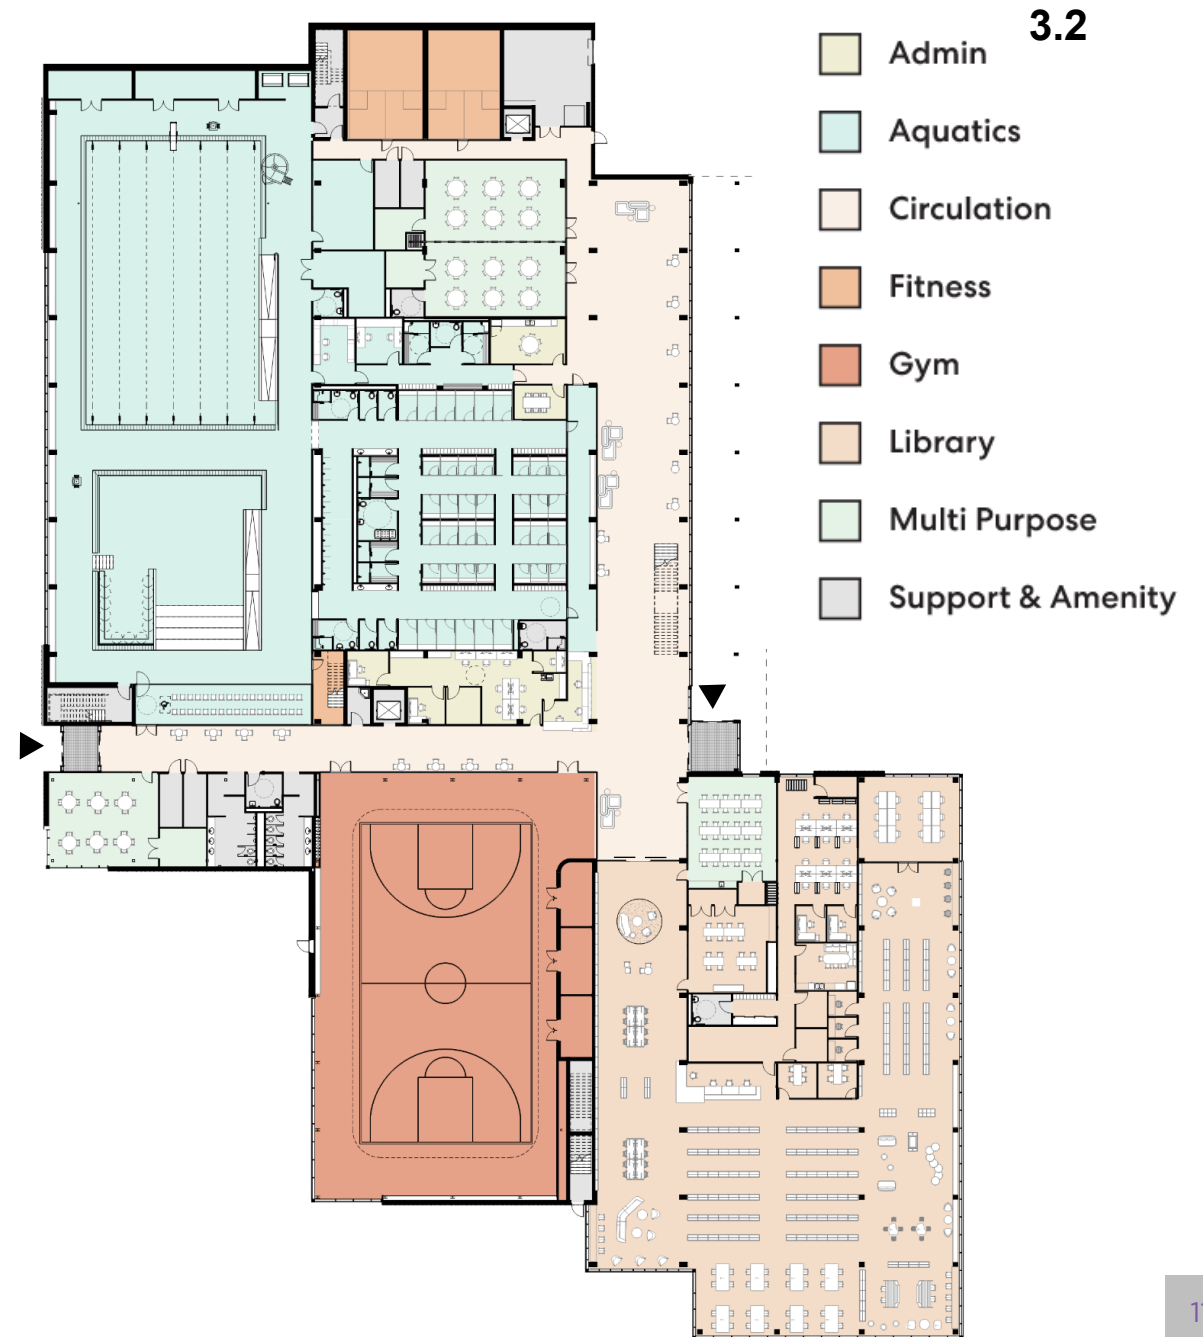 3.2
Admin
Aquatics
Circulation
Fitness
Gym
Library
Multi Purpose
Support & Amenity